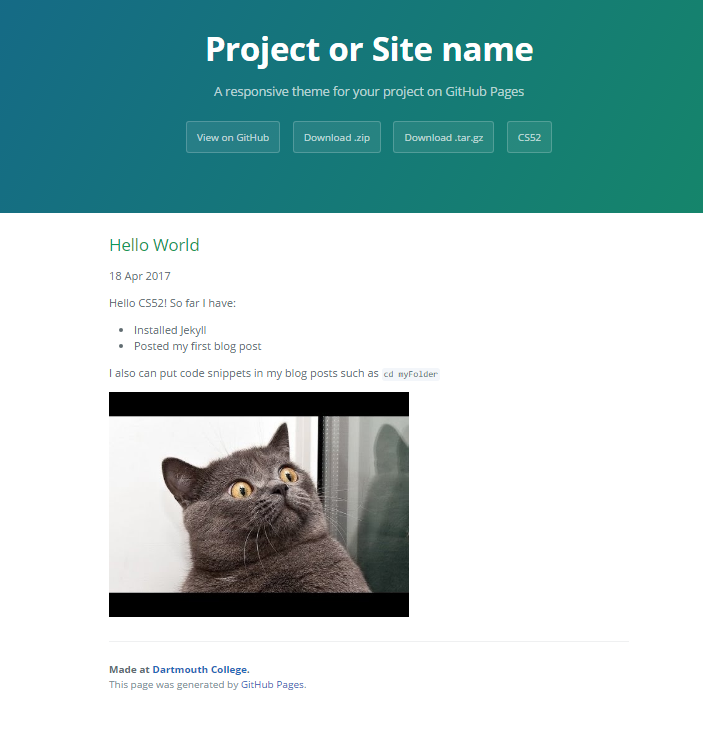 Project or Site name
A responsive theme for your project on GitHub Pages
View on GitHub Download .zip Download .tar.gz CS52
Hello World
18 Apr 2017
Hello CS52! So far I have:
• Installed Jekyll
• Posted my first blog post
I also can put code snippets in my blog posts such as cd myFolder
Made at Dartmouth College.
This page was generated by GitHub Pages.